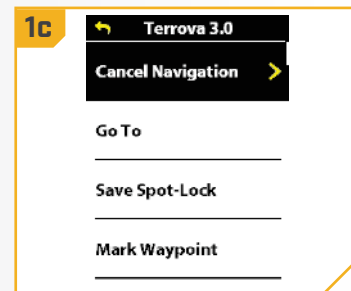 1c
Terrova 3.0
Cancel Navigation
Go To
Save Spot-Lock
Mark Waypoint